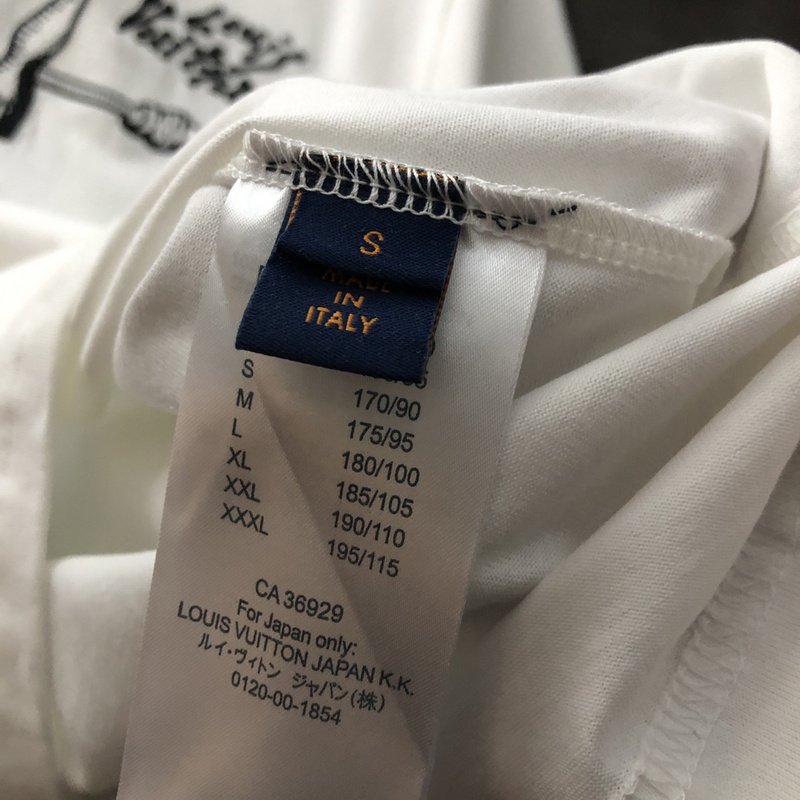 Louis
Vuitton
S
MADE
IN
ITALY
S
M 170/90
L 175/95
XL 180/100
XXL 185/105
XXXL 190/110
195/115
CA 36929
For Japan only:
LOUIS VUITTON JAPAN K.K.
ルイ・ヴィトン ジャパン(株)
0120-00-1854